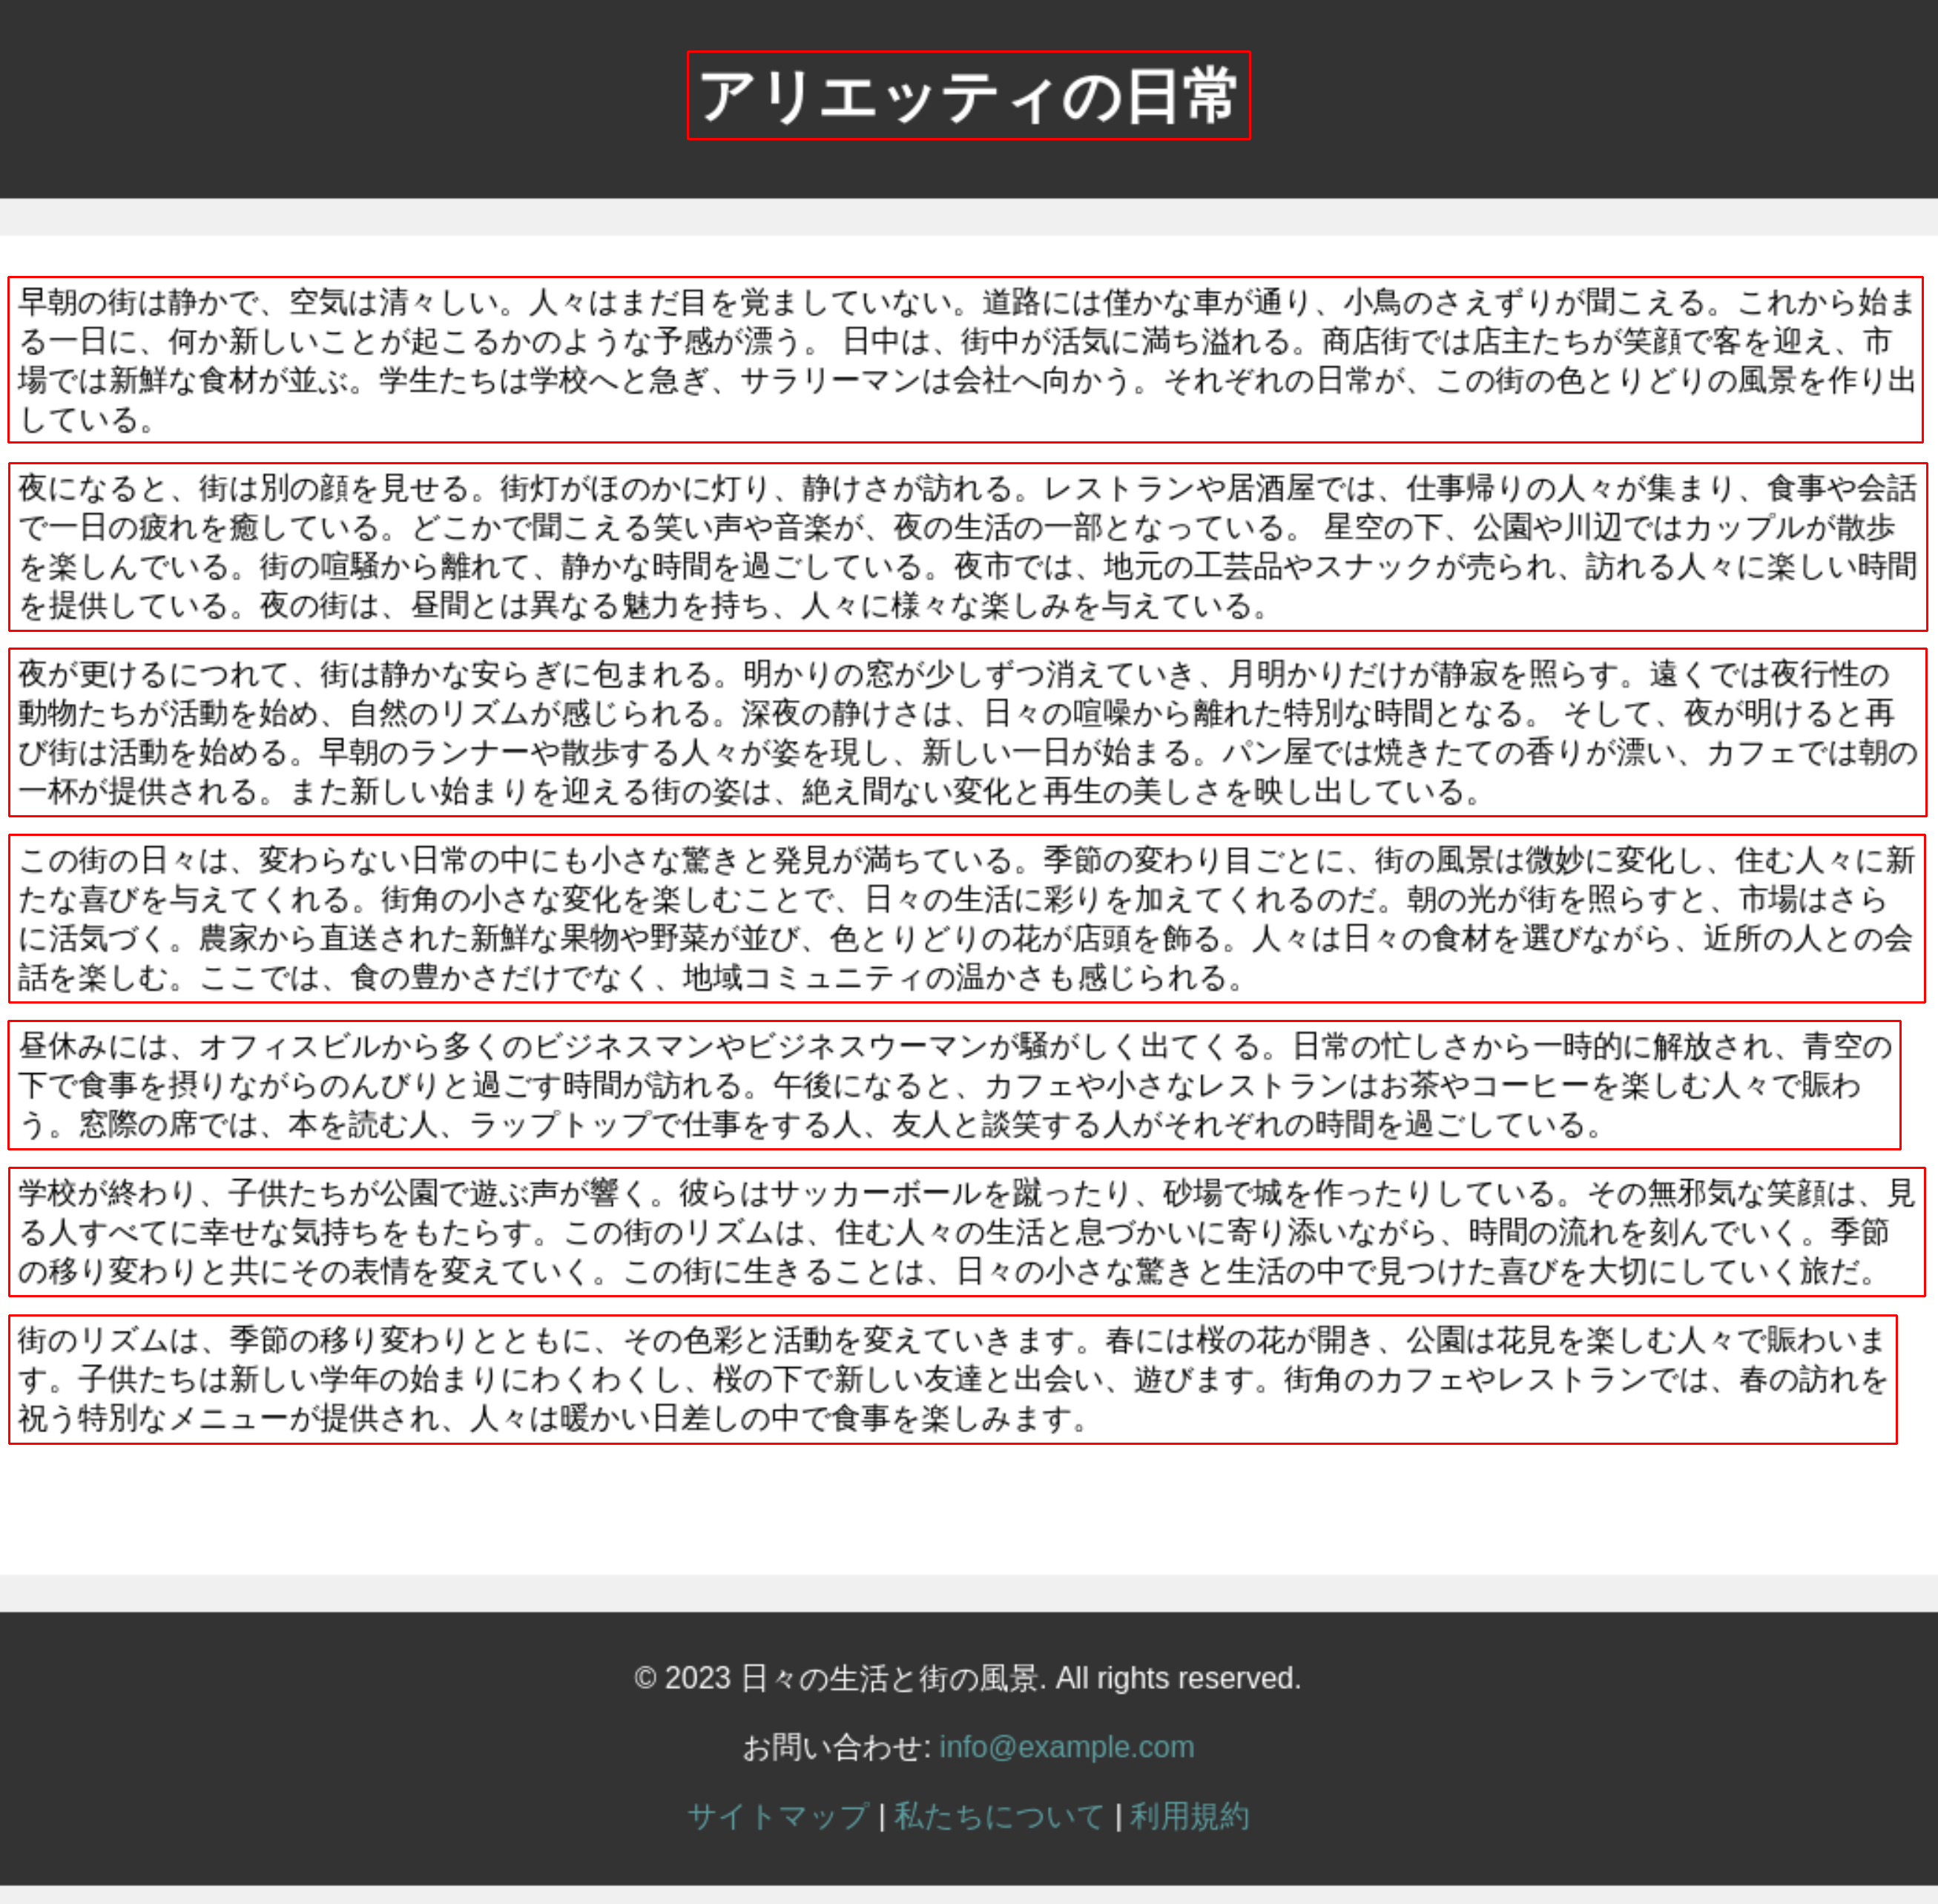 アリエッティの日常
早朝の街は静かで、空気は清々しい。人々はまだ目を覚ましていない。道路には僅かな車が通り、小鳥のさえずりが聞こえる。これから始ま
る一日に、何か新しいことが起こるかのような予感が漂う。 日中は、街中が活気に満ち溢れる。商店街では店主たちが笑顔で客を迎え、市
場では新鮮な食材が並ぶ。学生たちは学校へと急ぎ、サラリーマンは会社へ向かう。それぞれの日常が、この街の色とりどりの風景を作り出
している。
夜になると、街は別の顔を見せる。街灯がほのかに灯り、静けさが訪れる。レストランや居酒屋では、仕事帰りの人々が集まり、食事や会話
で一日の疲れを癒している。どこかで聞こえる笑い声や音楽が、夜の生活の一部となっている。 星空の下、公園や川辺ではカップルが散歩
を楽しんでいる。街の喧騒から離れて、静かな時間を過ごしている。夜市では、地元の工芸品やスナックが売られ、訪れる人々に楽しい時間
を提供している。夜の街は、昼間とは異なる魅力を持ち、人々に様々な楽しみを与えている。
夜が更けるにつれて、街は静かな安らぎに包まれる。明かりの窓が少しずつ消えていき、月明かりだけが静寂を照らす。遠くでは夜行性の
動物たちが活動を始め、自然のリズムが感じられる。深夜の静けさは、日々の喧噪から離れた特別な時間となる。 そして、夜が明けると再
び街は活動を始める。早朝のランナーや散歩する人々が姿を現し、新しい一日が始まる。パン屋では焼きたての香りが漂い、カフェでは朝の
一杯が提供される。また新しい始まりを迎える街の姿は、絶え間ない変化と再生の美しさを映し出している。
この街の日々は、変わらない日常の中にも小さな驚きと発見が満ちている。季節の変わり目ごとに、街の風景は微妙に変化し、住む人々に新
たな喜びを与えてくれる。街角の小さな変化を楽しむことで、日々の生活に彩りを加えてくれるのだ。朝の光が街を照らすと、市場はさら
に活気づく。農家から直送された新鮮な果物や野菜が並び、色とりどりの花が店頭を飾る。人々は日々の食材を選びながら、近所の人との会
話を楽しむ。ここでは、食の豊かさだけでなく、地域コミュニティの温かさも感じられる。
昼休みには、オフィスビルから多くのビジネスマンやビジネスウーマンが騒がしく出てくる。日常の忙しさから一時的に解放され、青空の
下で食事を摂りながらのんびりと過ごす時間が訪れる。午後になると、カフェや小さなレストランはお茶やコーヒーを楽しむ人々で賑わ
う。窓際の席では、本を読む人、ラップトップで仕事をする人、友人と談笑する人がそれぞれの時間を過ごしている。
学校が終わり、子供たちが公園で遊ぶ声が響く。彼らはサッカーボールを蹴ったり、砂場で城を作ったりしている。その無邪気な笑顔は、見
る人すべてに幸せな気持ちをもたらす。この街のリズムは、住む人々の生活と息づかいに寄り添いながら、時間の流れを刻んでいく。季節
の移り変わりと共にその表情を変えていく。この街に生きることは、日々の小さな驚きと生活の中で見つけた喜びを大切にしていく旅だ。
街のリズムは、季節の移り変わりとともに、その色彩と活動を変えていきます。春には桜の花が開き、公園は花見を楽しむ人々で賑わいま
す。子供たちは新しい学年の始まりにわくわくし、桜の下で新しい友達と出会い、遊びます。街角のカフェやレストランでは、春の訪れを
祝う特別なメニューが提供され、人々は暖かい日差しの中で食事を楽しみます。
© 2023 日々の生活と街の風景. All rights reserved.
お問い合わせ: info@example.com
サイトマップ | 私たちについて | 利用規約